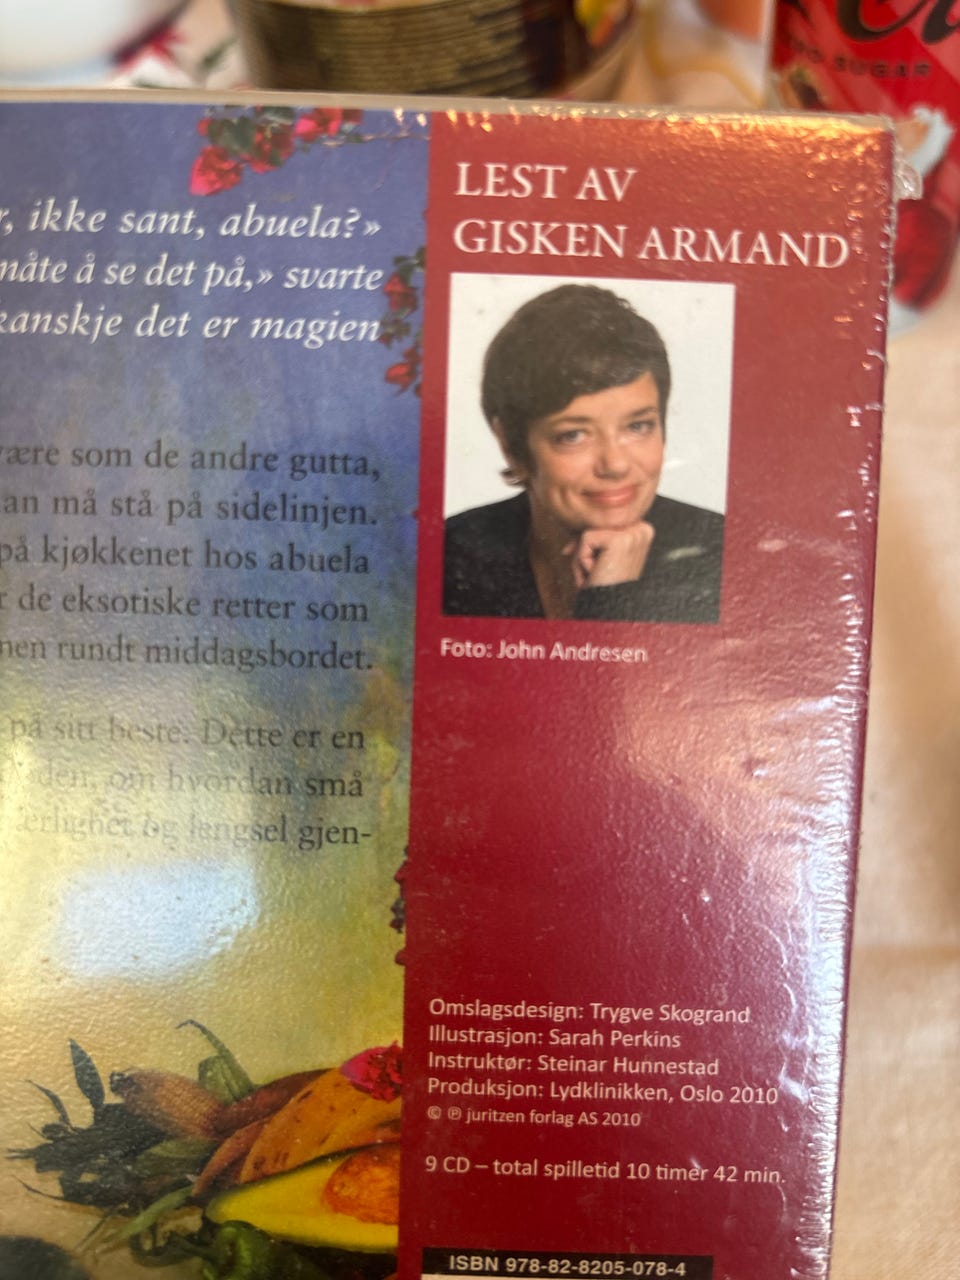 SUGAR
LEST AV
GISKEN ARMAND
, ikke sant, abuela?»
måte å se det på,» svarte
kanskje det er magien
være som de andre gutta,
an må stå på sidelinjen.
på kjøkkenet hos abuela
r de eksotiske retter som
nen rundt middagsbordet.
på sitt beste. Dette er en
om hvordan små
ærlighet og lengsel gjen-
Foto: John Andresen
Omslagsdesign: Trygve Skogrand
Illustrasjon: Sarah Perkins
Instruktør: Steinar Hunnestad
Produksjon: Lydklinikken, Oslo 2010
© ℗ juritzen forlag AS 2010
9 CD – total spilletid 10 timer 42 min.
ISBN 978-82-8205-078-4